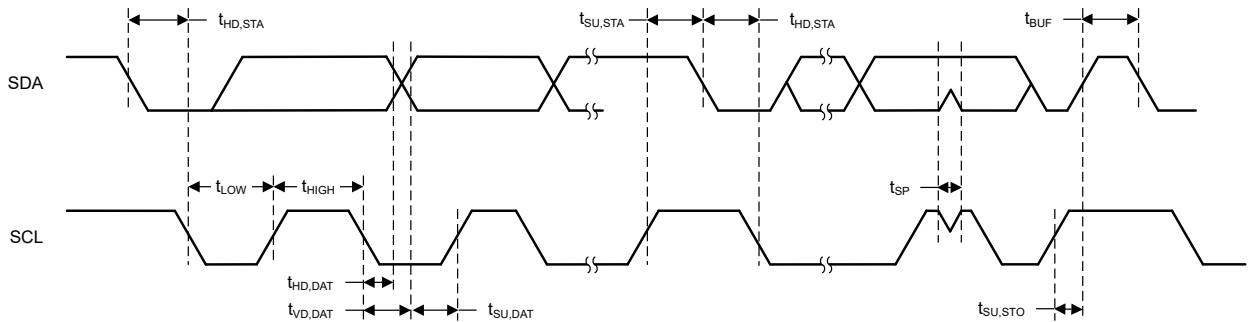 tHD,STA
tSU,STA
tHD,STA
tBUF
SDA
tLOW
tHIGH
tSP
SCL
tHD,DAT
tVD,DAT
tSU,DAT
tSU,STO